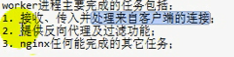 worker进程主要完成的任务包括：
1. 接收、传入并处理来自客户端的连接；
2. 提供反向代理及过滤功能；
3. nginx任何能完成的其它任务；